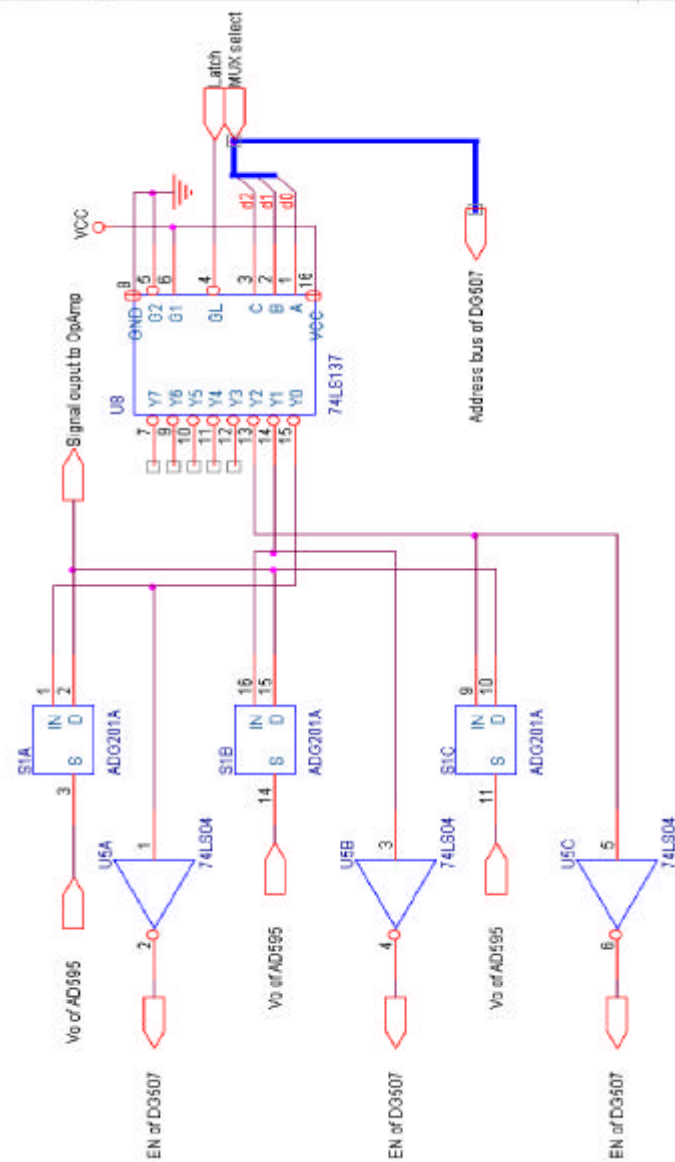 Latch
MUX select
VCC
Signal ouput to OpAmp
8
5
6
4
3
2
1
16
d2
d1
d0
GND
G2
G1
GL
C
B
A
VCC
U8
74LS137
Y7
Y6
Y5
Y4
Y3
Y2
Y1
Y0
7
9
10
11
12
13
14
15
Address bus of DG507
S1A
1
2
IN
D
S
ADG201A
3
Vo of AD595
U5A
1
74LS04
2
EN of DG507
S1B
16
15
IN
D
S
ADG201A
14
Vo of AD595
U5B
3
74LS04
4
EN of DG507
S1C
9
10
IN
D
S
ADG201A
11
Vo of AD595
U5C
5
74LS04
6
EN of DG507